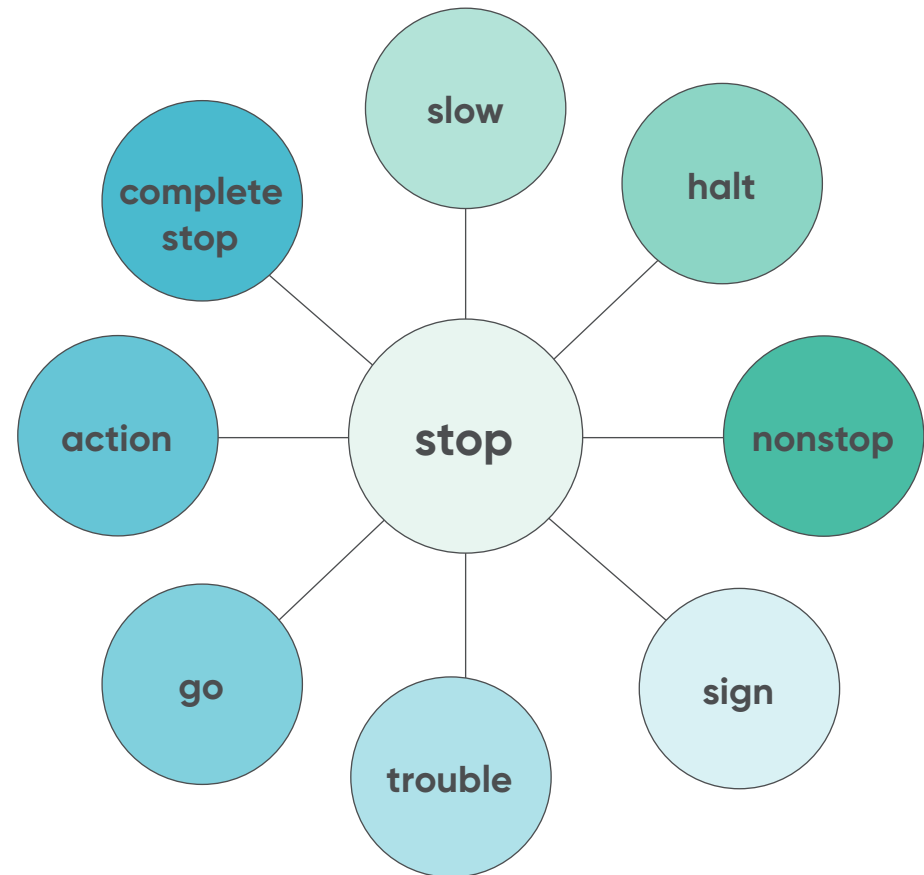 slow
halt
complete
stop
action
stop
nonstop
go
sign
trouble